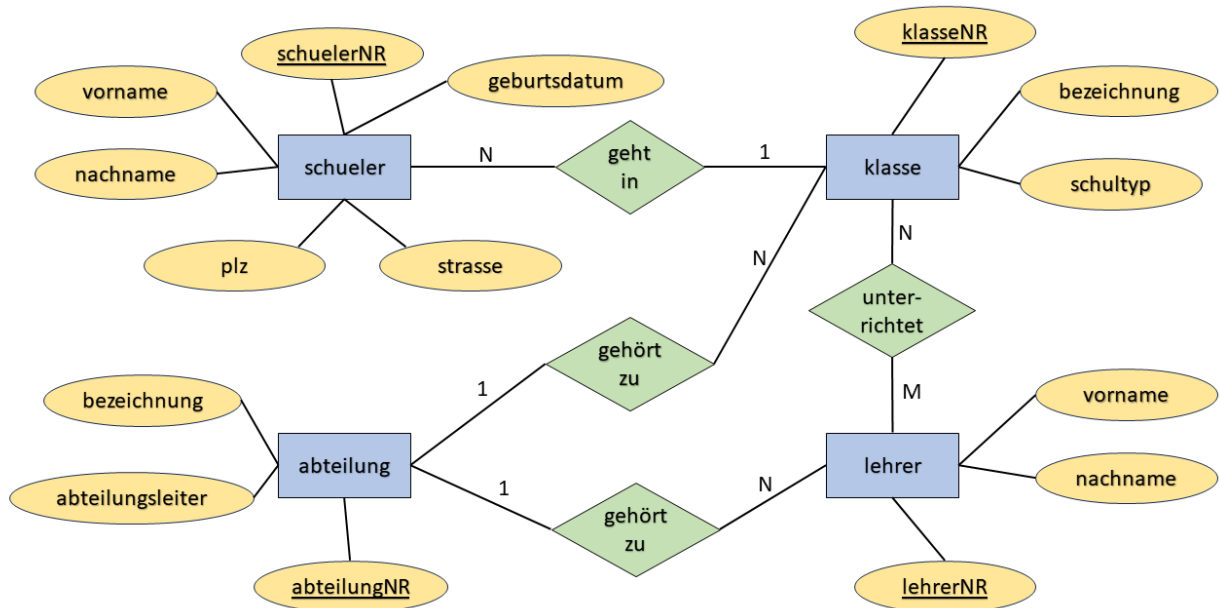 schuelerNR
klasseNR
vorname
geburtsdatum
bezeichnung
schueler
N
geht
in
1
klasse
nachname
schultyp
plz
strasse
N
N
unter-
richtet
gehört
zu
1
M
bezeichnung
vorname
abteilung
lehrer
abteilungsleiter
1
N
nachname
gehört
zu
abteilungNR
lehrerNR